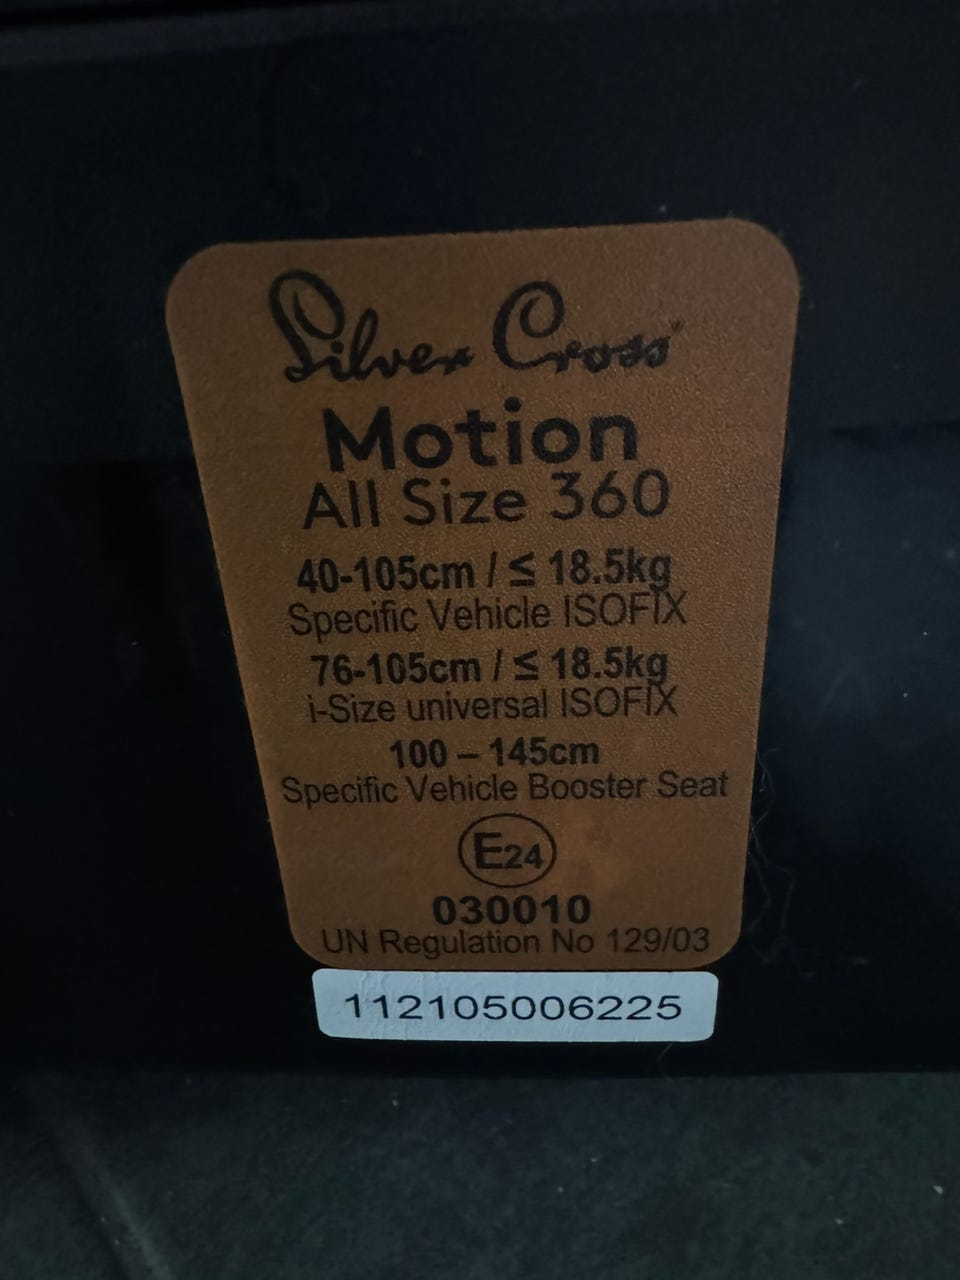 Silver Cross
Motion
All Size 360
40-105cm / ≤ 18.5kg
Specific Vehicle ISOFIX
76-105cm / ≤ 18.5kg
i-Size universal ISOFIX
100 – 145cm
Specific Vehicle Booster Seat
E24
030010
UN Regulation No 129/03
112105006225